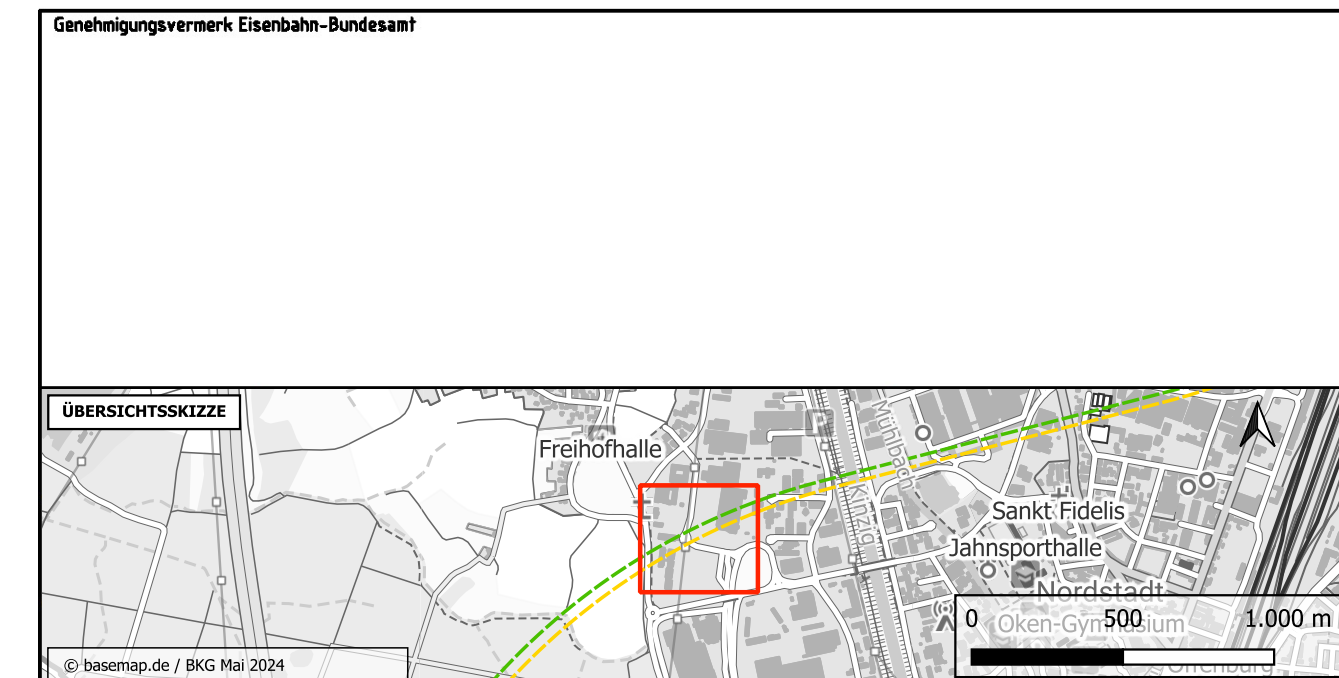 Genehmigungsvermerk Eisenbahn-Bundesamt
ÜBERSICHTSSKIZZE
Freihofhalle
Mühlbach
Kinzig
Sankt Fidelis
Jahnsporthalle
Nordstadt
Oken-Gymnasium
0 500 1.000 m
Offenburg
© basemap.de / BKG Mai 2024